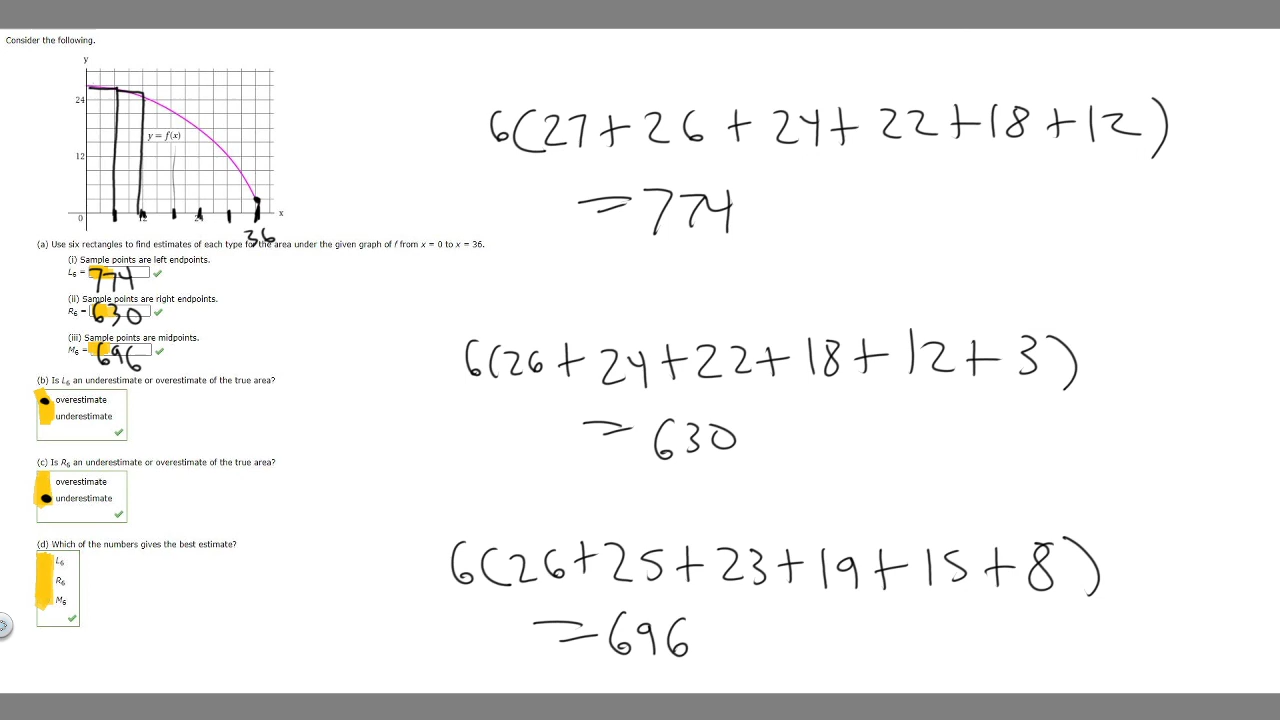 Consider the following.
y
24
y = f(x)
12
0
12
24
x
36
(a) Use six rectangles to find estimates of each type for the area under the given graph of f from x = 0 to x = 36.
(i) Sample points are left endpoints.
L6 = 774
(ii) Sample points are right endpoints.
R6 = 630
(iii) Sample points are midpoints.
M6 = 696
(b) Is L6 an underestimate or overestimate of the true area?
overestimate
underestimate
(c) Is R6 an underestimate or overestimate of the true area?
overestimate
underestimate
(d) Which of the numbers gives the best estimate?
L6
R6
M6
6(27+26+24+22+18+12)
=774
6(26+24+22+18+12+3)
=630
6(26+25+23+19+15+8)
=696